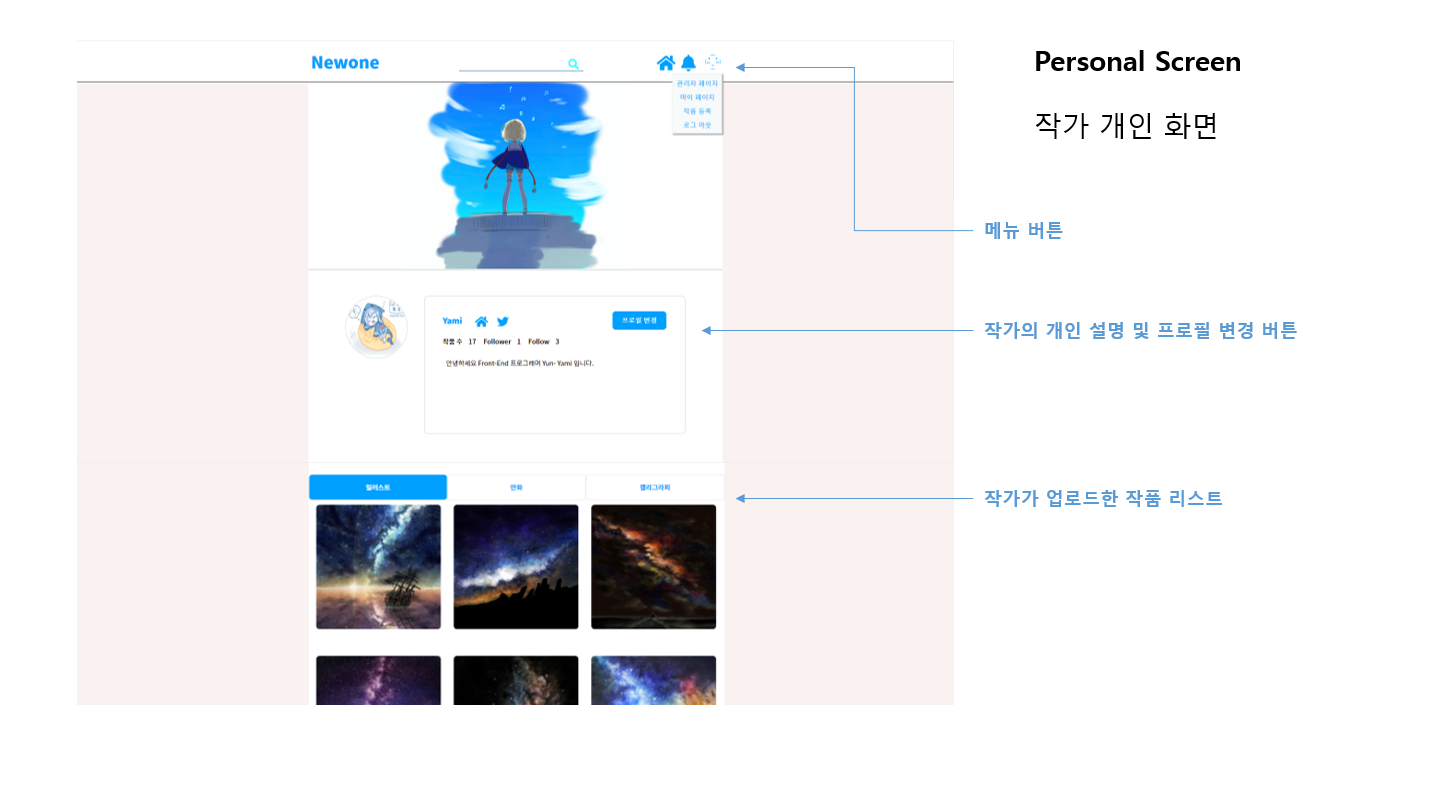 Newone
관리자 페이지
마이 페이지
작품 등록
로그 아웃
Personal Screen
작가 개인 화면
메뉴 버튼
Yami
프로필 변경
작품 수 17 Follower 1 Follow 3
안녕하세요 Front-End 프로그래머 Yun- Yami 입니다.
작가의 개인 설명 및 프로필 변경 버튼
일러스트 만화 캘리그라피
작가가 업로드한 작품 리스트